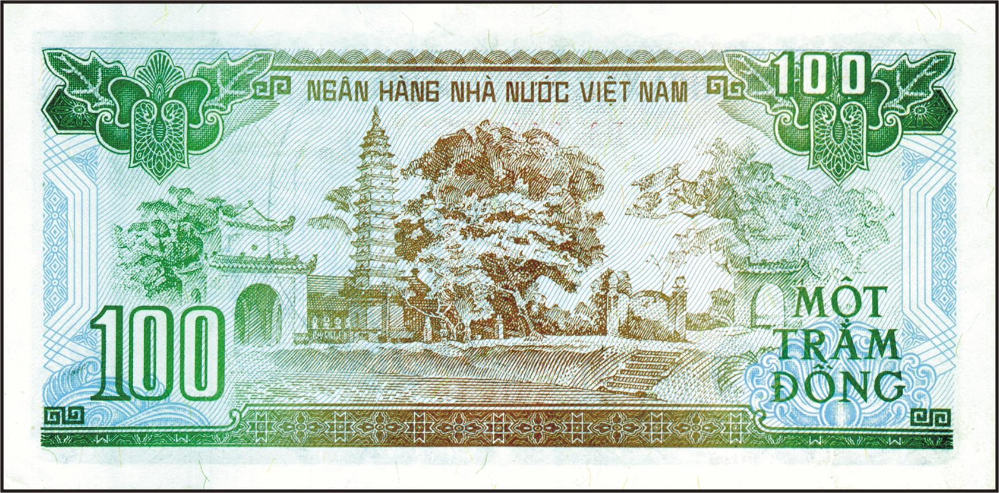 100
NGÂN HÀNG NHÀ NƯỚC VIỆT NAM
100
MỘT
TRĂM
ĐỒNG